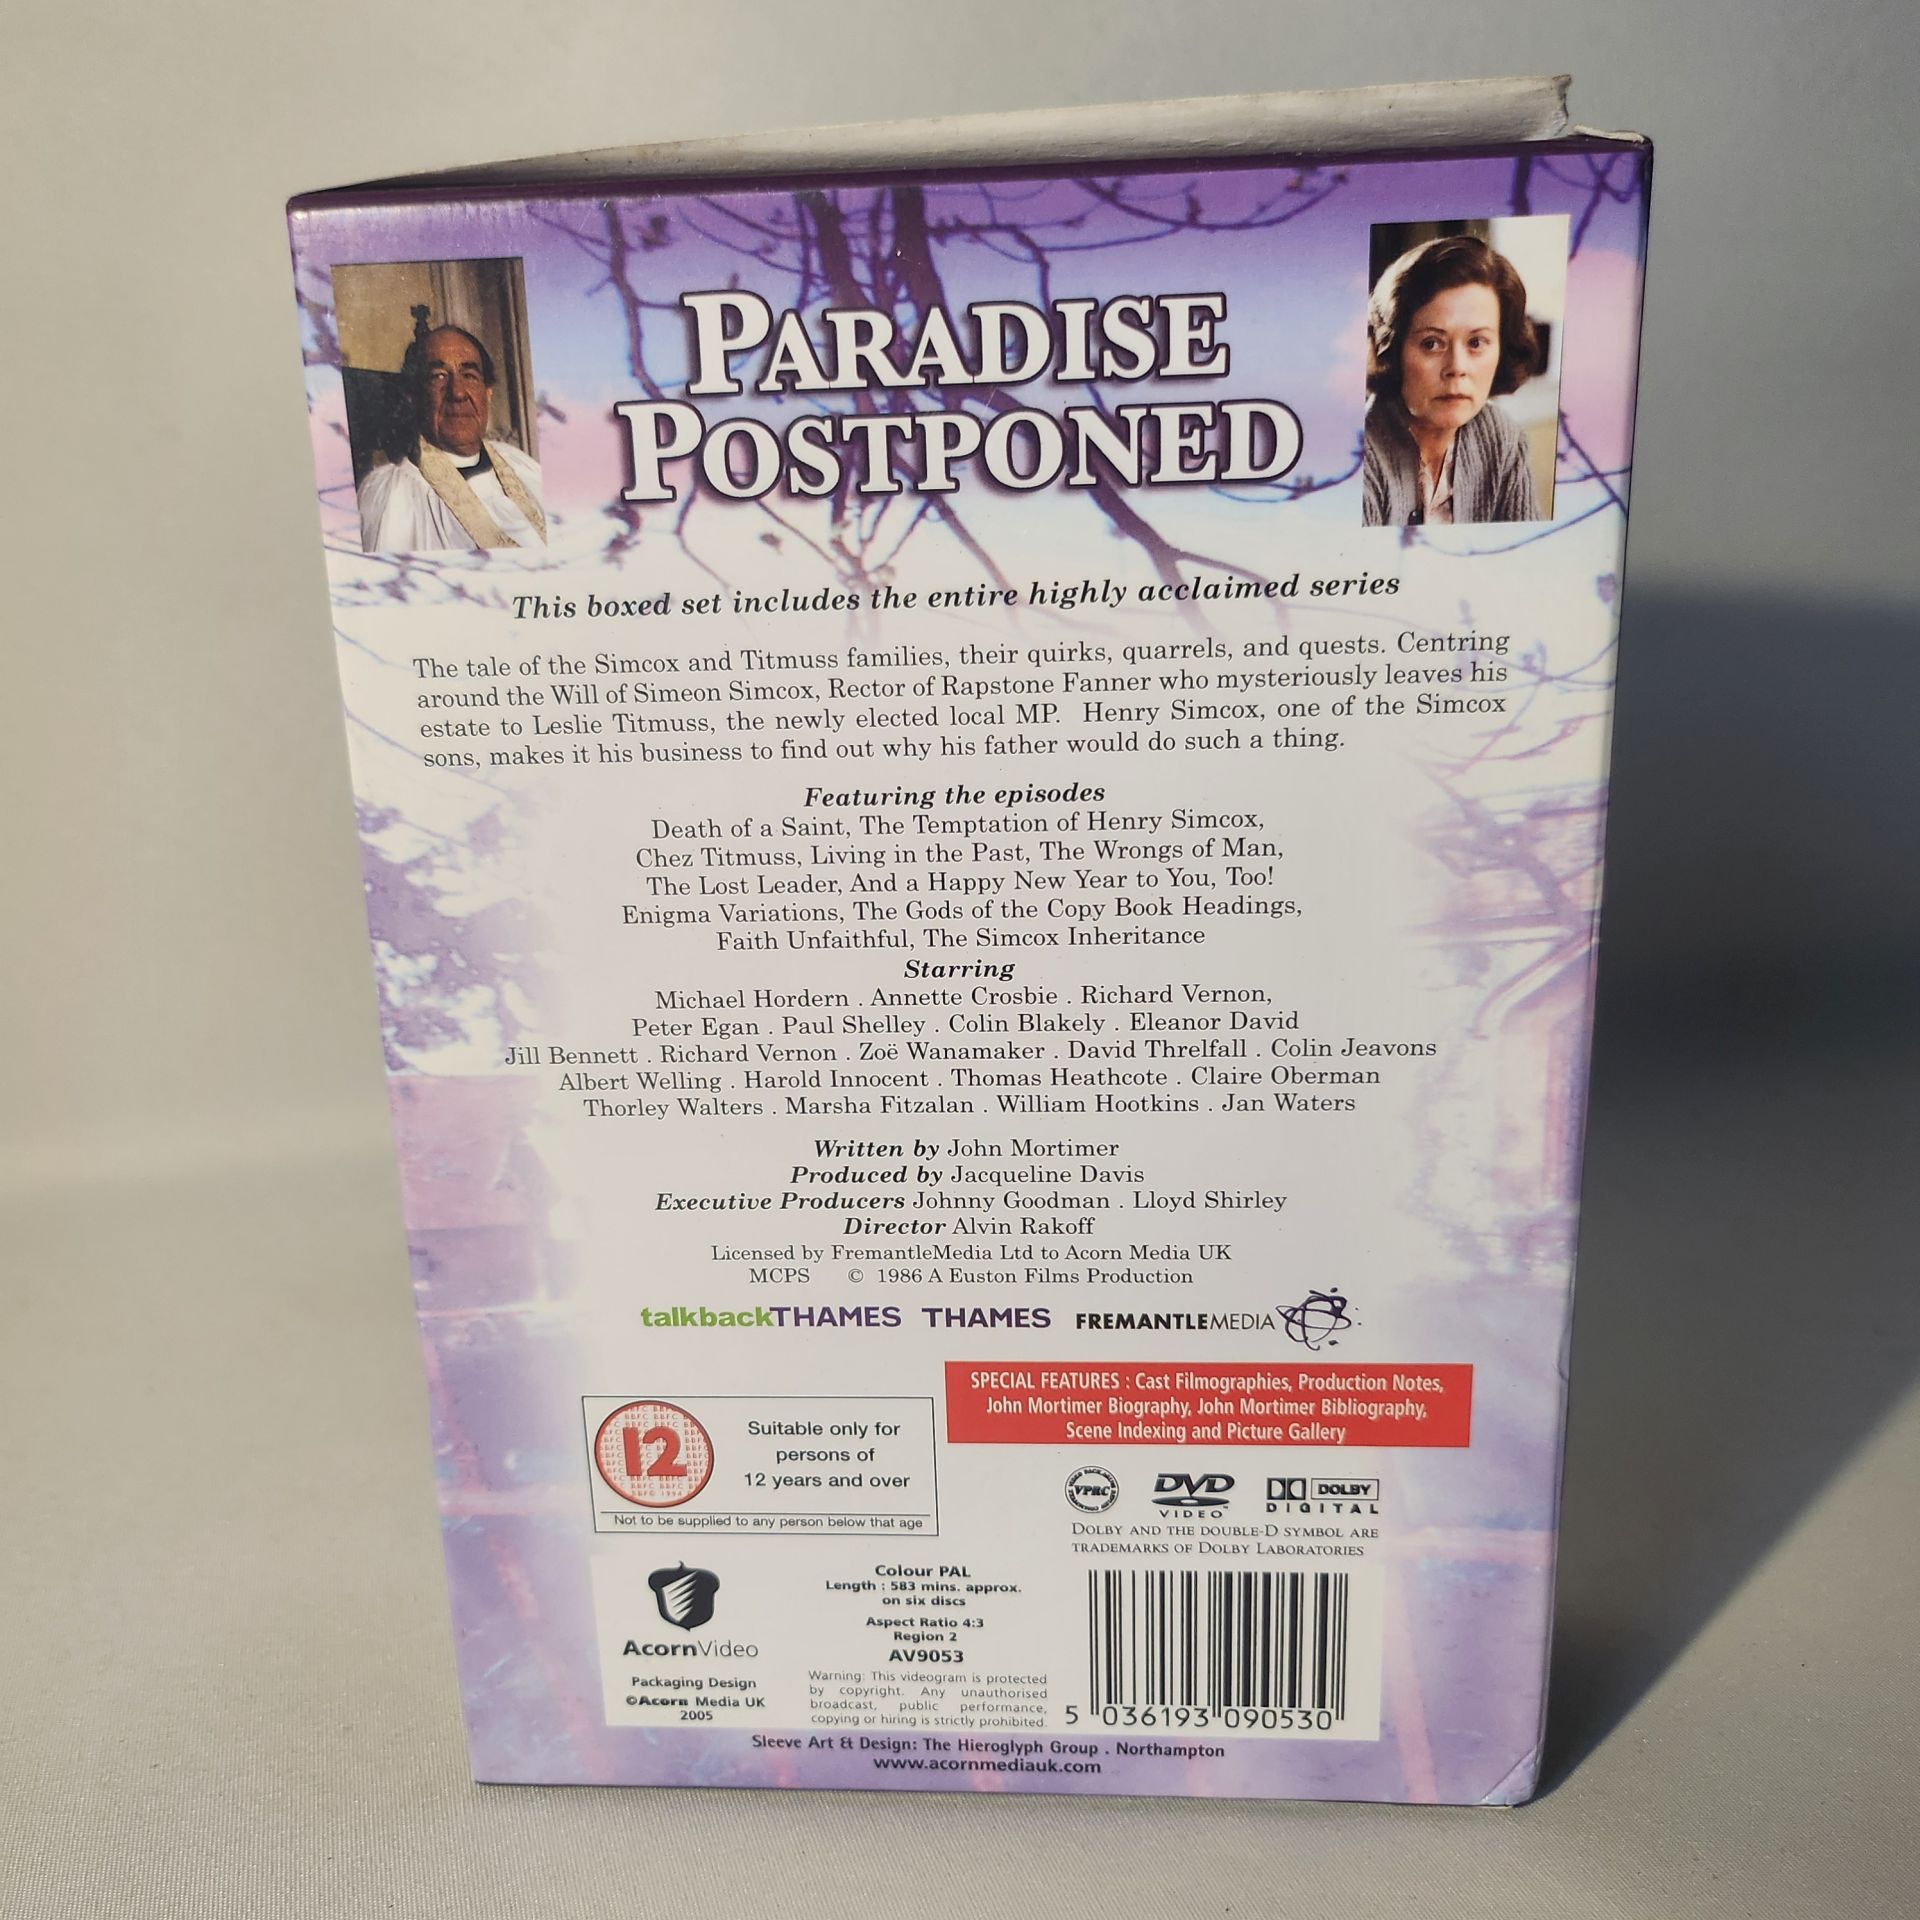 PARADISE
POSTPONED
This boxed set includes the entire highly acclaimed series
The tale of the Simcox and Titmuss families, their quirks, quarrels, and quests. Centring
around the Will of Simeon Simcox, Rector of Rapstone Fanner who mysteriously leaves his
estate to Leslie Titmuss, the newly elected local MP. Henry Simcox, one of the Simcox
sons, makes it his business to find out why his father would do such a thing.
Featuring the episodes
Death of a Saint, The Temptation of Henry Simcox,
Chez Titmuss, Living in the Past, The Wrongs of Man,
The Lost Leader, And a Happy New Year to You, Too!
Enigma Variations, The Gods of the Copy Book Headings,
Faith Unfaithful, The Simcox Inheritance
Starring
Michael Hordern . Annette Crosbie . Richard Vernon,
Peter Egan . Paul Shelley . Colin Blakely . Eleanor David
Jill Bennett . Richard Vernon . Zoë Wanamaker . David Threlfall . Colin Jeavons
Albert Welling . Harold Innocent . Thomas Heathcote . Claire Oberman
Thorley Walters . Marsha Fitzalan . William Hootkins . Jan Waters
Written by John Mortimer
Produced by Jacqueline Davis
Executive Producers Johnny Goodman . Lloyd Shirley
Director Alvin Rakoff
Licensed by FremantleMedia Ltd to Acorn Media UK
MCPS © 1986 A Euston Films Production
talkbackTHAMES THAMES FREMANTLEMEDIA
SPECIAL FEATURES : Cast Filmographies, Production Notes,
John Mortimer Biography, John Mortimer Bibliography,
Scene Indexing and Picture Gallery
12
Suitable only for
persons of
12 years and over
Not to be supplied to any person below that age
VPRC
DVD
VIDEO
DOLBY
DIGITAL
DOLBY AND THE DOUBLE-D SYMBOL ARE
TRADEMARKS OF DOLBY LABORATORIES
AcornVideo
Packaging Design
©Acorn Media UK
2005
Colour PAL
Length : 583 mins. approx.
on six discs
Aspect Ratio 4:3
Region 2
AV9053
Warning: This videogram is protected
by copyright. Any unauthorised
broadcast, public performance,
copying or hiring is strictly prohibited.
5 036193 090530
Sleeve Art & Design: The Hieroglyph Group . Northampton
www.acornmediauk.com